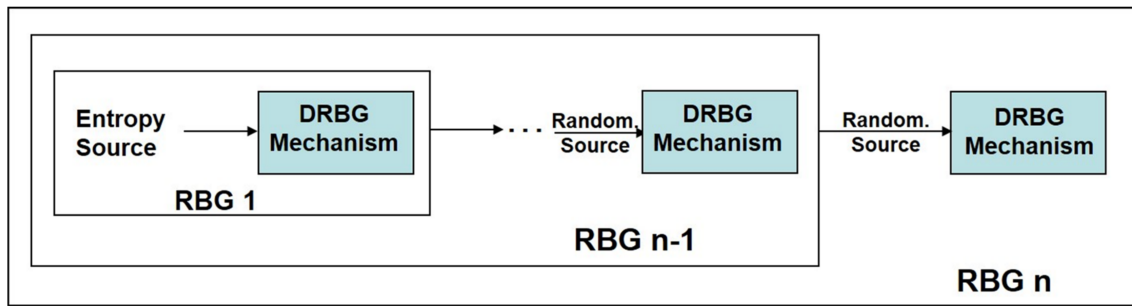 Entropy
Source
DRBG
Mechanism
RBG 1
. . .
Random.
Source
DRBG
Mechanism
RBG n-1
Random.
Source
DRBG
Mechanism
RBG n